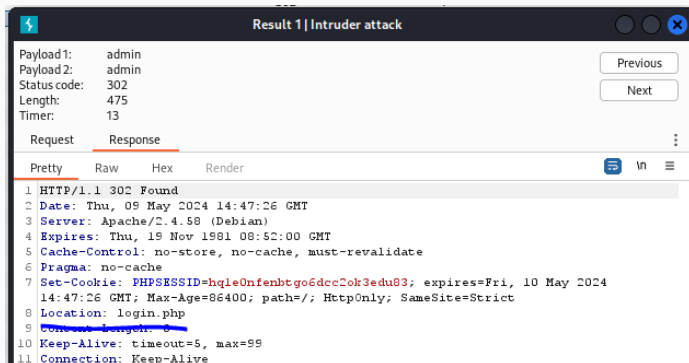 Result 1 | Intruder attack
Payload 1: admin
Payload 2: admin
Status code: 302
Length: 475
Timer: 13
Previous
Next
Request Response
Pretty Raw Hex Render \n
1 HTTP/1.1 302 Found
2 Date: Thu, 09 May 2024 14:47:26 GMT
3 Server: Apache/2.4.58 (Debian)
4 Expires: Thu, 19 Nov 1981 08:52:00 GMT
5 Cache-Control: no-store, no-cache, must-revalidate
6 Pragma: no-cache
7 Set-Cookie: PHPSESSID=hqle0nfenbtgo6dcc2ok3edu83; expires=Fri, 10 May 2024
14:47:26 GMT; Max-Age=86400; path=/; HttpOnly; SameSite=Strict
8 Location: login.php
9 Content-Length: 0
10 Keep-Alive: timeout=5, max=99
11 Connection: Keep-Alive